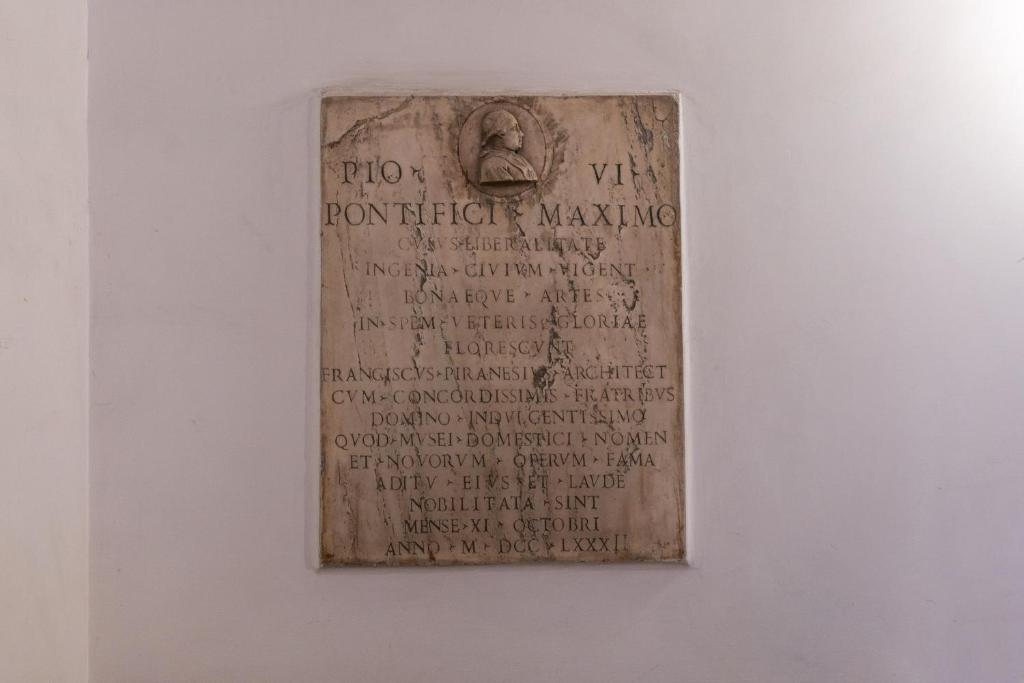 PIO VI
PONTIFICI MAXIMO
CVIVS LIBERALITATE
INGENIA CIVIVM VIGENT
BONAEQVE ARTES
IN SPEM VETERIS GLORIAE
FLORESCVNT
FRANCISCVS PIRANESIVS ARCHITECT
CVM CONCORDISSIMIS FRATRIBVS
DOMINO INDVLGENTISSIMO
QVOD MVSEI DOMESTICI NOMEN
ET NOVORVM OPERVM FAMA
ADITV EIVS ET LAVDE
NOBILITATA SINT
MENSE XI OCTOBRI
ANNO M DCC LXXXII